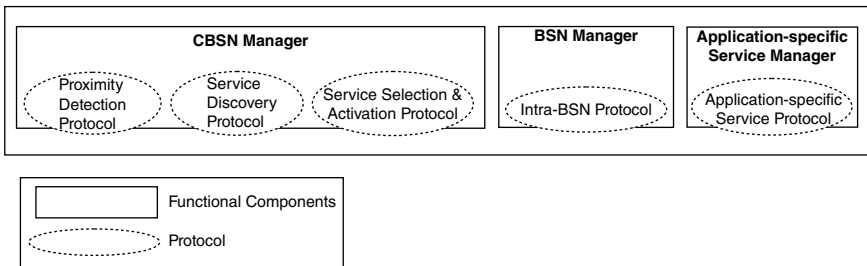 CBSN Manager
Proximity
Detection
Protocol
Service
Discovery
Protocol
Service Selection &
Activation Protocol
BSN Manager
Intra-BSN Protocol
Application-specific
Service Manager
Application-specific
Service Protocol
Functional Components
Protocol